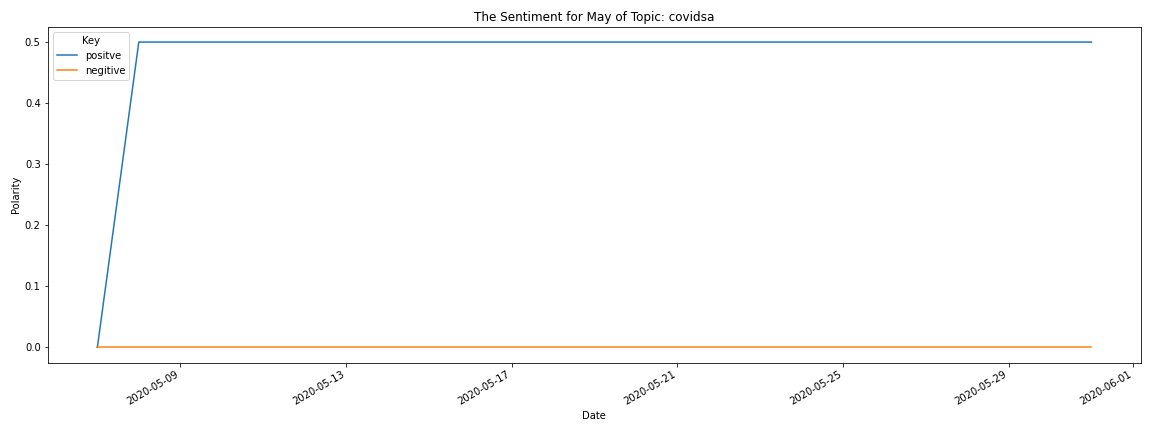 The Sentiment for May of Topic: covidsa
Key
positve
negitive
0.5
0.4
0.3
0.2
0.1
0.0
Polarity
2020-05-09
2020-05-13
2020-05-17
2020-05-21
2020-05-25
2020-05-29
2020-06-01
Date